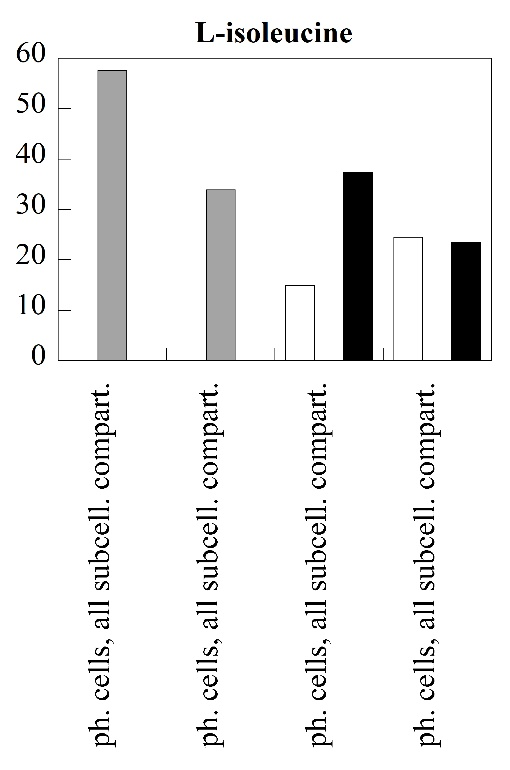 L-isoleucine
60
50
40
30
20
10
0
ph. cells, all subcell. compart.
ph. cells, all subcell. compart.
ph. cells, all subcell. compart.
ph. cells, all subcell. compart.